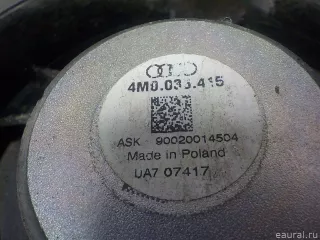 4M0.035.415
ASK 90020014504
Made in Poland
UA7 07417
eaural.ru